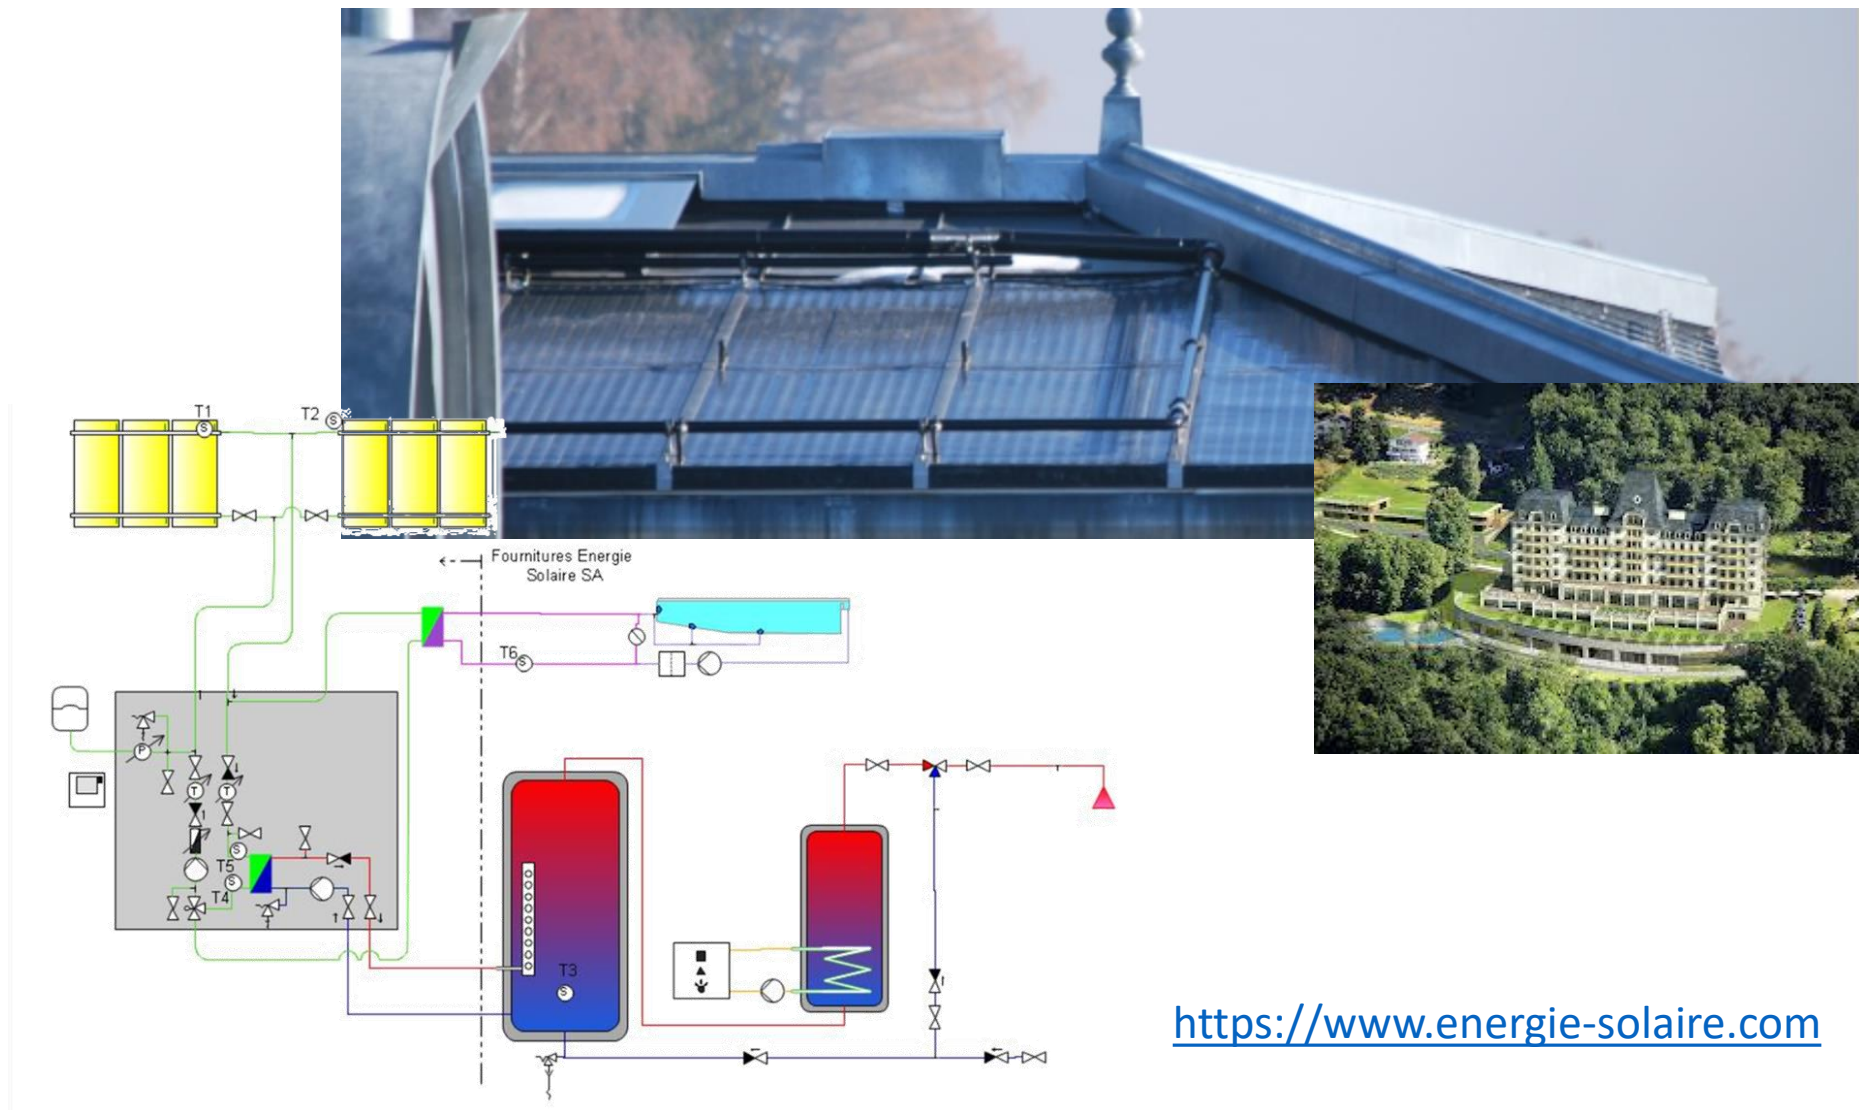 T1
T2
Fournitures Energie
Solaire SA
T6
P
T
T
T5
T4
T3
S
S
S
S
S
S
https://www.energie-solaire.com